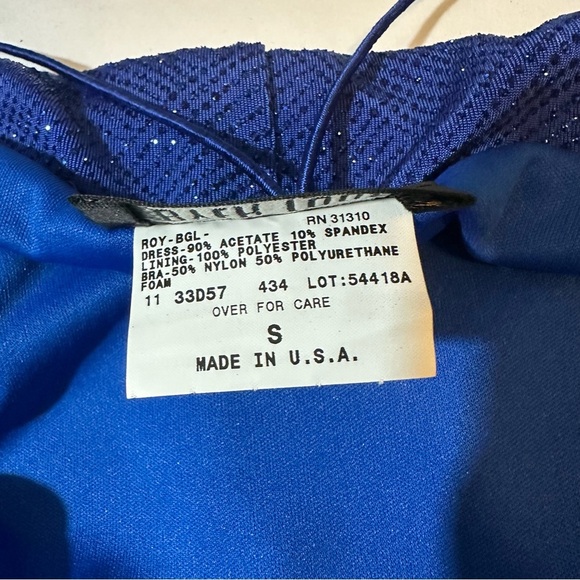 RN 31310
ROY-BGL-
DRESS-90% ACETATE 10% SPANDEX
LINING-100% POLYESTER
BRA-50% NYLON 50% POLYURETHANE
FOAM
11 33D57 434 LOT:54418A
OVER FOR CARE
S
MADE IN U.S.A.